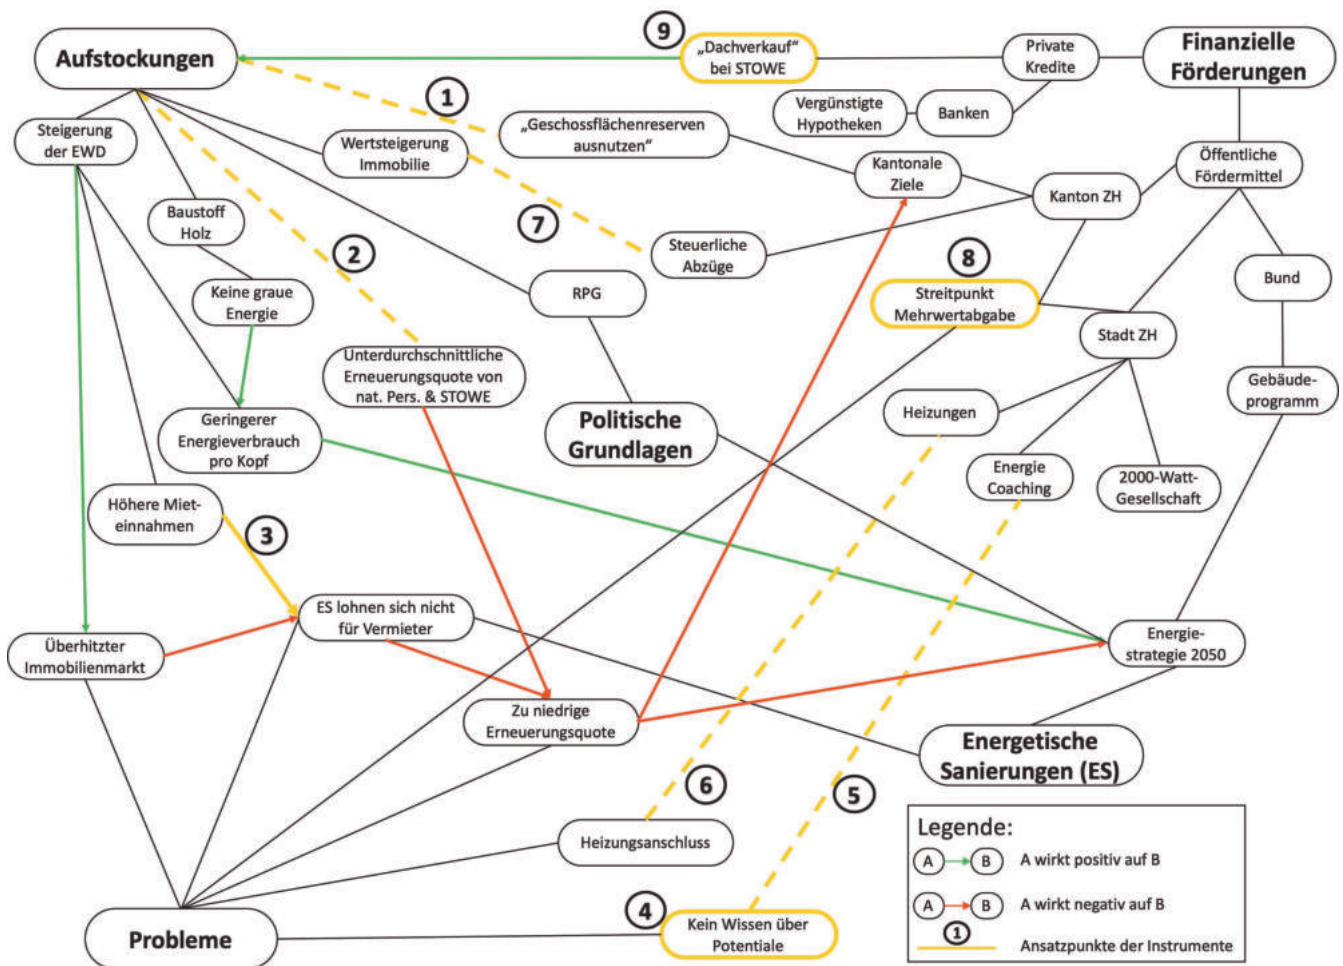 9
Aufstockungen
„Dachverkauf“
bei STOWE
Private
Kredite
Finanzielle
Förderungen
1
Vergünstigte
Hypotheken
Banken
Steigerung
der EWD
Wertsteigerung
Immobilie
„Geschossflächenreserven
ausnutzen“
Kantonale
Ziele
Öffentliche
Fördermittel
Kanton ZH
Baustoff
Holz
7
2
Steuerliche
Abzüge
8
Bund
Keine graue
Energie
RPG
Streitpunkt
Mehrwertabgabe
Stadt ZH
Unterdurchschnittliche
Erneuerungsquote von
nat. Pers. & STOWE
Gebäude-
programm
Geringerer
Energieverbrauch
pro Kopf
Politische
Grundlagen
Heizungen
Energie
Coaching
2000-Watt-
Gesellschaft
Höhere Miet-
einnahmen
3
ES lohnen sich nicht
für Vermieter
Überhitzter
Immobilienmarkt
Energie-
strategie 2050
Zu niedrige
Erneuerungsquote
Energetische
Sanierungen (ES)
6
5
Heizungsanschluss
4
Kein Wissen über
Potentiale
Probleme
Legende:
A B A wirkt positiv auf B
A B A wirkt negativ auf B
1 Ansatzpunkte der Instrumente